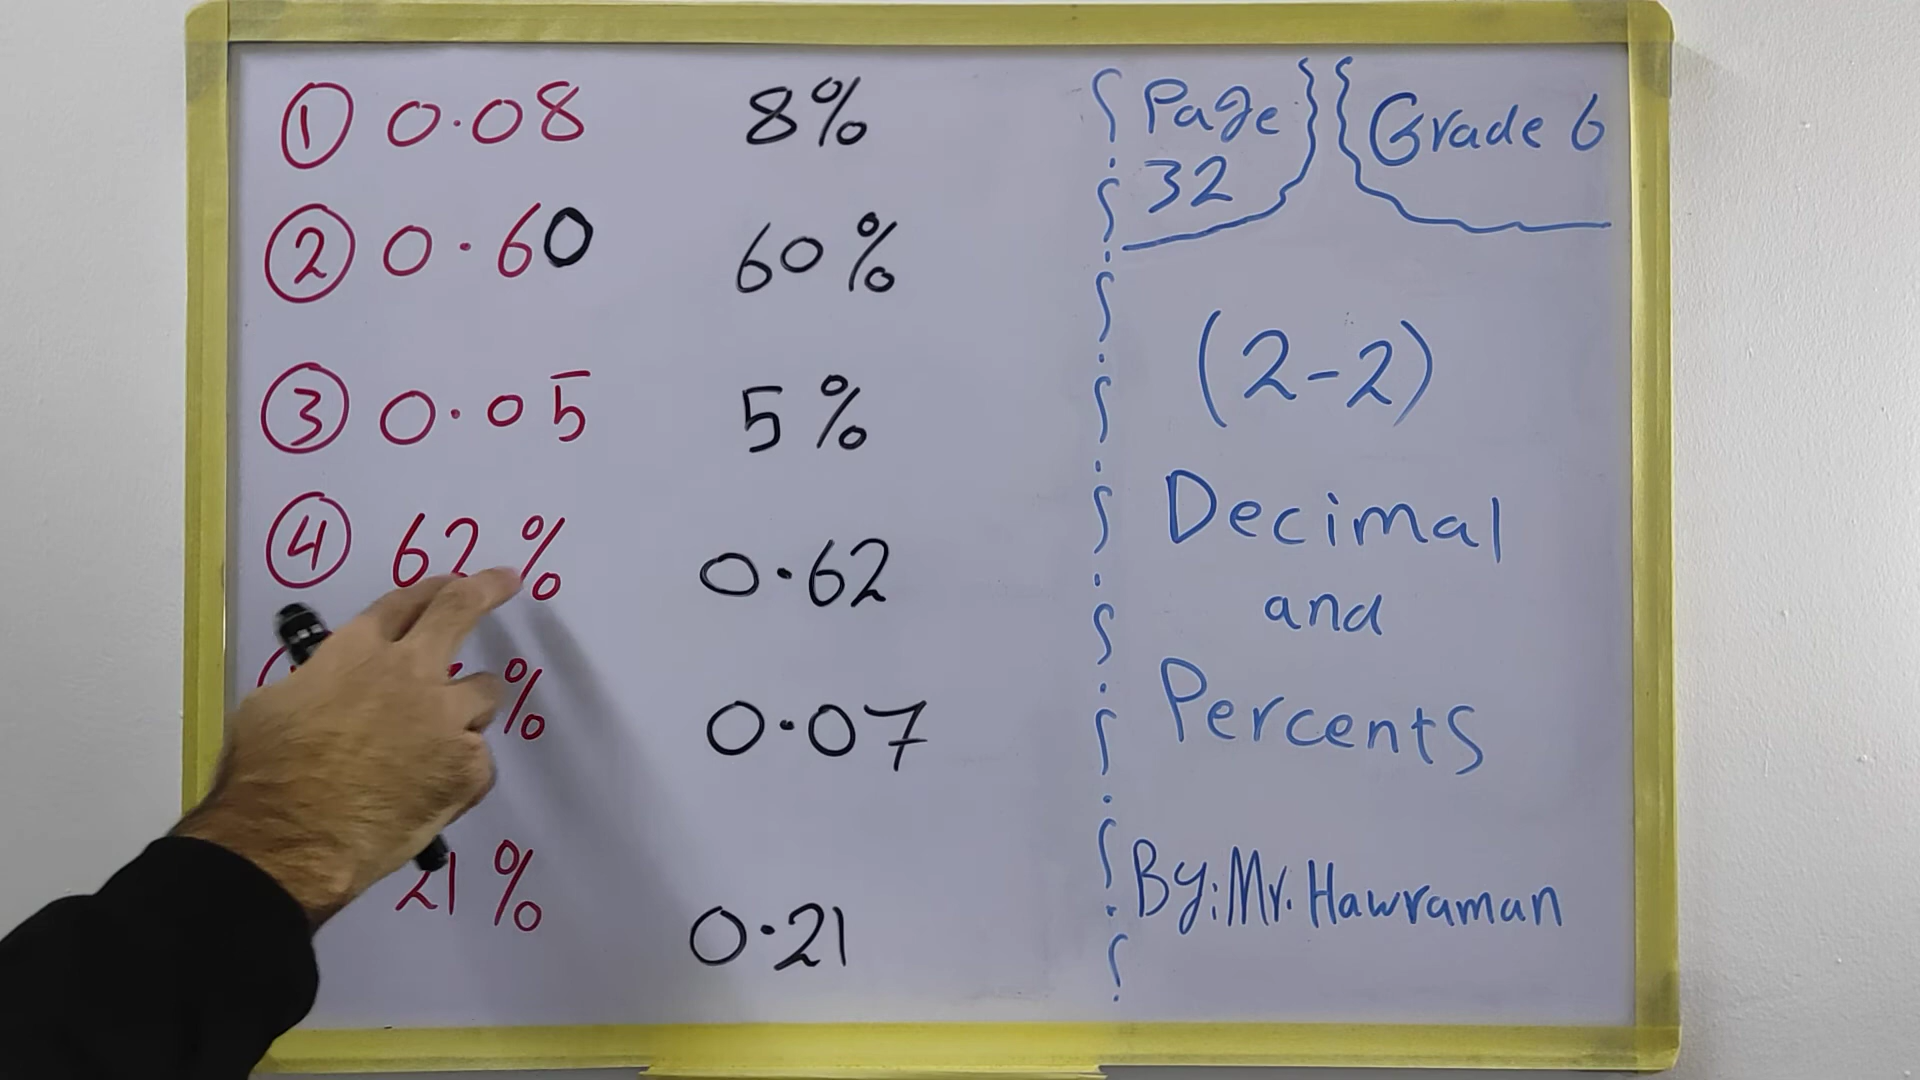 ① 0.08 8%
② 0.60 60%
③ 0.05 5%
④ 62% 0.62
% 0.07
21% 0.21
Page
32
Grade 6
(2-2)
Decimal
and
Percents
By: Mr. Hawraman